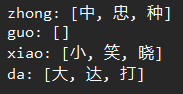 zhong: [中, 忠, 种]
guo: []
xiao: [小, 笑, 晓]
da: [大, 达, 打]